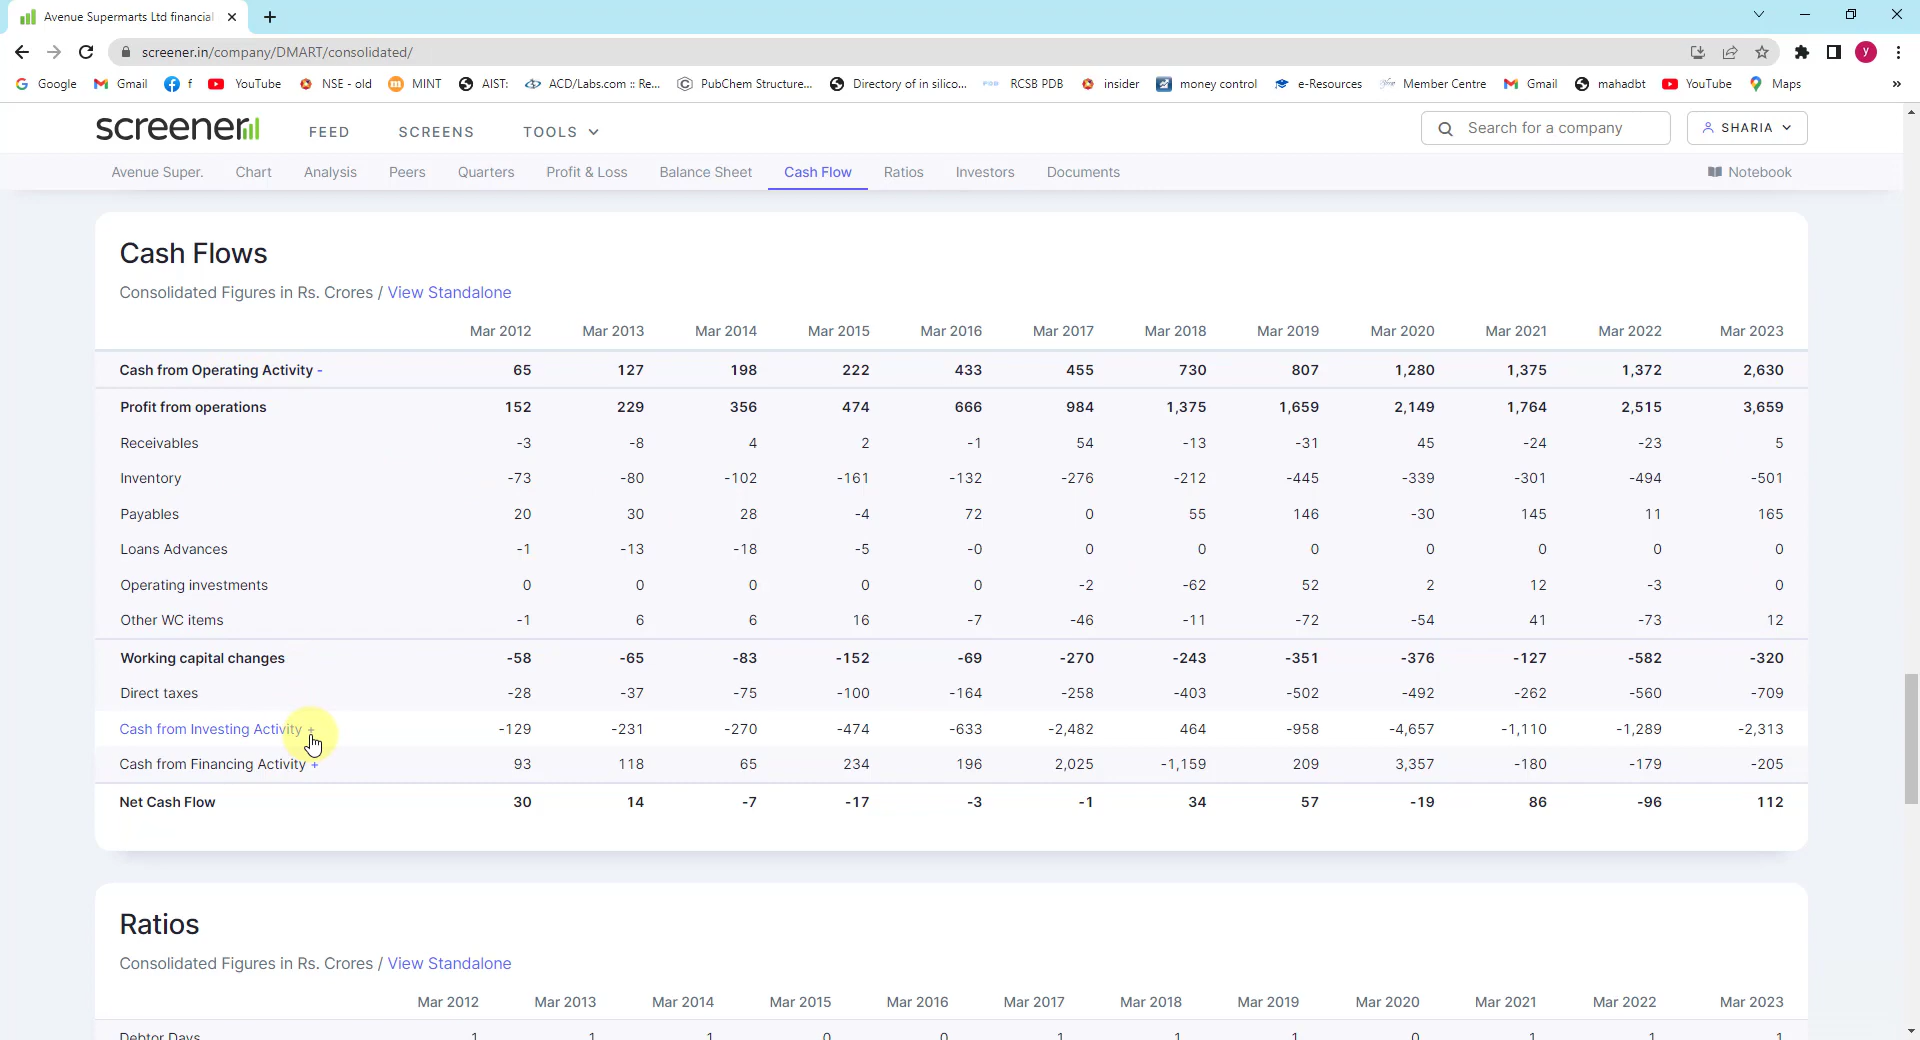 Avenue Supermarts Ltd financial
screener.in/company/DMART/consolidated/
y
Google Gmail f YouTube NSE - old MINT AIST: ACD/Labs.com :: Re... PubChem Structure... Directory of in silico... RCSB PDB insider money control e-Resources Member Centre Gmail mahadbt YouTube Maps »
screener FEED SCREENS TOOLS Search for a company SHARIA
Avenue Super. Chart Analysis Peers Quarters Profit & Loss Balance Sheet Cash Flow Ratios Investors Documents Notebook
Cash Flows
Consolidated Figures in Rs. Crores / View Standalone
Mar 2012 Mar 2013 Mar 2014 Mar 2015 Mar 2016 Mar 2017 Mar 2018 Mar 2019 Mar 2020 Mar 2021 Mar 2022 Mar 2023
Cash from Operating Activity - 65 127 198 222 433 455 730 807 1,280 1,375 1,372 2,630
Profit from operations 152 229 356 474 666 984 1,375 1,659 2,149 1,764 2,515 3,659
Receivables -3 -8 4 2 -1 54 -13 -31 45 -24 -23 5
Inventory -73 -80 -102 -161 -132 -276 -212 -445 -339 -301 -494 -501
Payables 20 30 28 -4 72 0 55 146 -30 145 11 165
Loans Advances -1 -13 -18 -5 -0 0 0 0 0 0 0 0
Operating investments 0 0 0 0 0 -2 -62 52 2 12 -3 0
Other WC items -1 6 6 16 -7 -46 -11 -72 -54 41 -73 12
Working capital changes -58 -65 -83 -152 -69 -270 -243 -351 -376 -127 -582 -320
Direct taxes -28 -37 -75 -100 -164 -258 -403 -502 -492 -262 -560 -709
Cash from Investing Activity + -129 -231 -270 -474 -633 -2,482 464 -958 -4,657 -1,110 -1,289 -2,313
Cash from Financing Activity + 93 118 65 234 196 2,025 -1,159 209 3,357 -180 -179 -205
Net Cash Flow 30 14 -7 -17 -3 -1 34 57 -19 86 -96 112
Ratios
Consolidated Figures in Rs. Crores / View Standalone
Mar 2012 Mar 2013 Mar 2014 Mar 2015 Mar 2016 Mar 2017 Mar 2018 Mar 2019 Mar 2020 Mar 2021 Mar 2022 Mar 2023
Debtor Days 1 1 1 0 0 1 1 1 0 1 1 1